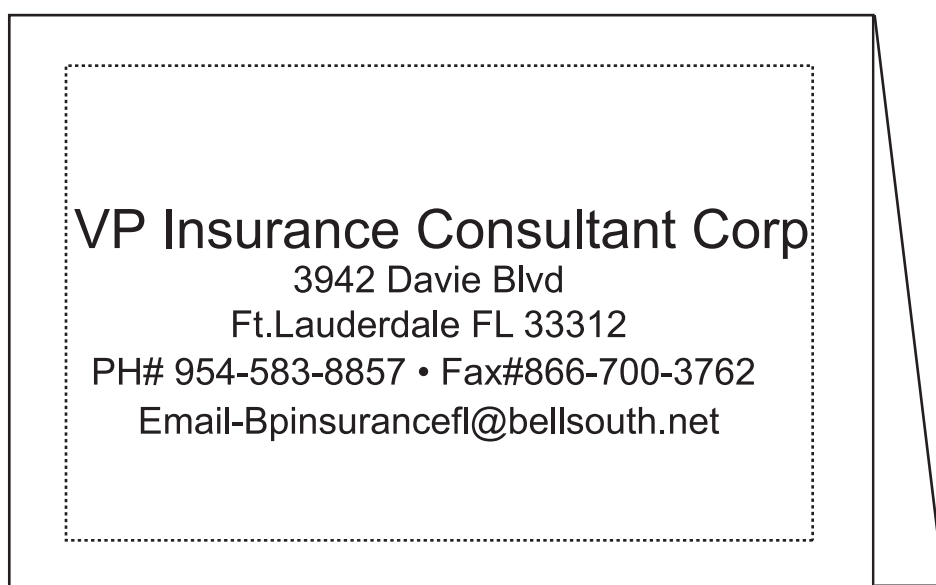 VP Insurance Consultant Corp
3942 Davie Blvd
Ft.Lauderdale FL 33312
PH# 954-583-8857 • Fax#866-700-3762
Email-Bpinsurancefl@bellsouth.net